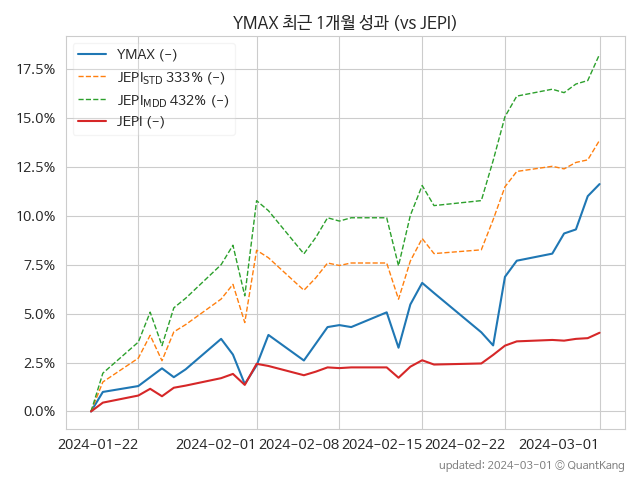 YMAX 최근 1개월 성과 (vs JEPI)
YMAX (-)
JEPI_STD 333% (-)
JEPI_MDD 432% (-)
JEPI (-)
17.5%
15.0%
12.5%
10.0%
7.5%
5.0%
2.5%
0.0%
2024-01-22 2024-02-01 2024-02-08 2024-02-15 2024-02-22 2024-03-01
updated: 2024-03-01 © QuantKang